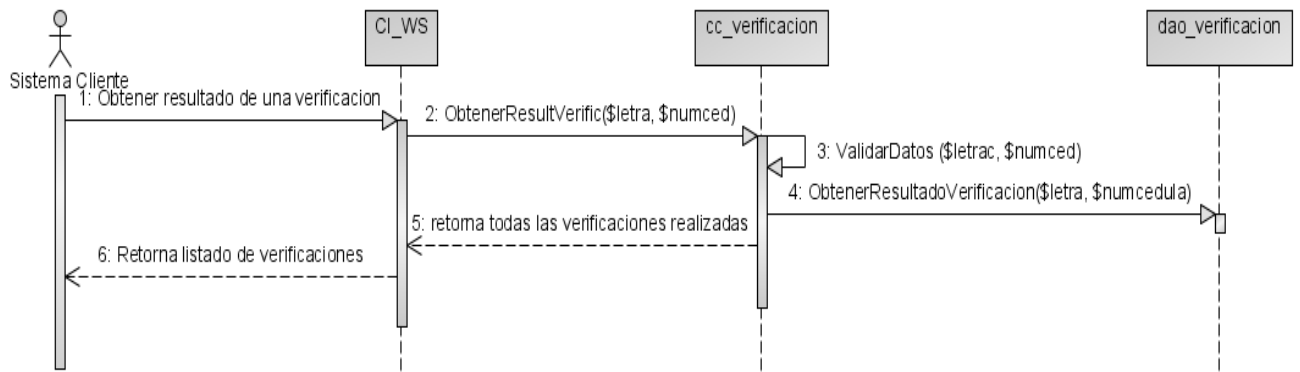 CI_WS
cc_verificacion
dao_verificacion
Sistema Cliente
1: Obtener resultado de una verificacion
2: ObtenerResultVerific($letra, $numced)
3: ValidarDatos ($letrac, $numced)
4: ObtenerResultadoVerificacion($letra, $numcedula)
5: retorna todas las verificaciones realizadas
6: Retorna listado de verificaciones